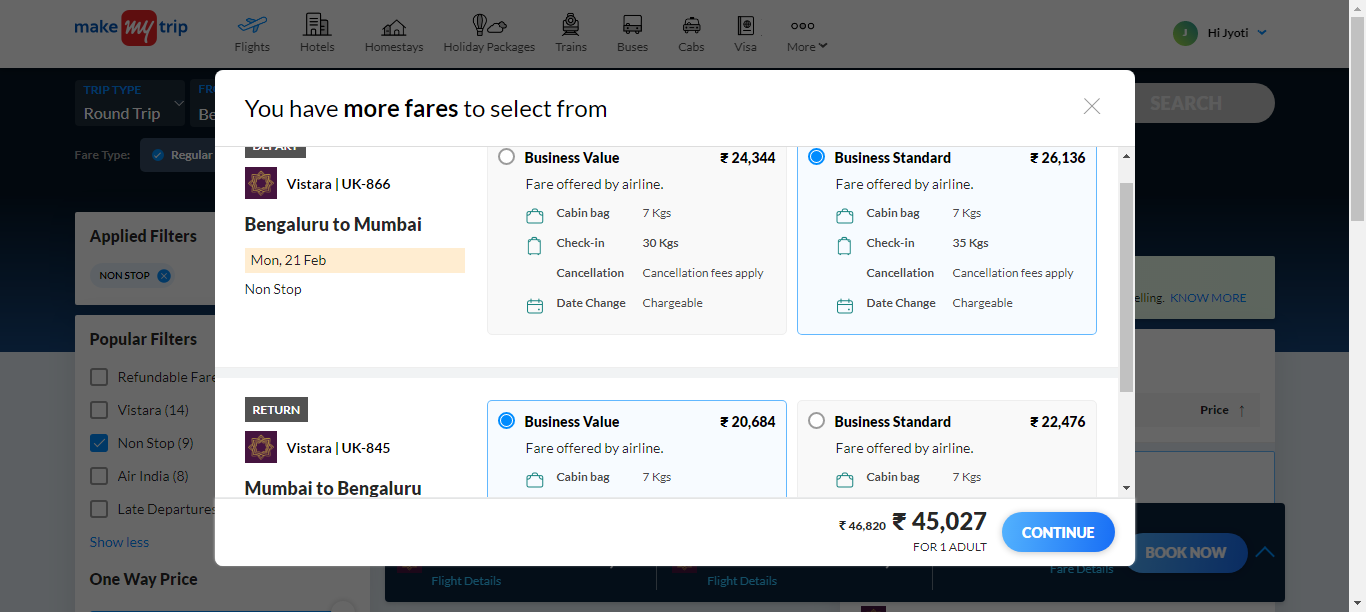 make my trip
Flights
Hotels
Homestays
Holiday Packages
Trains
Buses
Cabs
Visa
More
J
Hi Jyoti
TRIP TYPE
Round Trip
SEARCH
Fare Type:
Regular
You have more fares to select from
DEPART
Vistara | UK-866
Bengaluru to Mumbai
Mon, 21 Feb
Non Stop
Business Value ₹ 24,344
Fare offered by airline.
Cabin bag 7 Kgs
Check-in 30 Kgs
Cancellation Cancellation fees apply
Date Change Chargeable
Business Standard ₹ 26,136
Fare offered by airline.
Cabin bag 7 Kgs
Check-in 35 Kgs
Cancellation Cancellation fees apply
Date Change Chargeable
RETURN
Vistara | UK-845
Mumbai to Bengaluru
Business Value ₹ 20,684
Fare offered by airline.
Cabin bag 7 Kgs
Business Standard ₹ 22,476
Fare offered by airline.
Cabin bag 7 Kgs
₹ 46,820 ₹ 45,027
FOR 1 ADULT
CONTINUE
Applied Filters
NON STOP
Popular Filters
Refundable Fare
Vistara (14)
Non Stop (9)
Air India (8)
Late Departures
Show less
One Way Price
elling. KNOW MORE
Price ↑
Flight Details
Flight Details
Fare Details
BOOK NOW